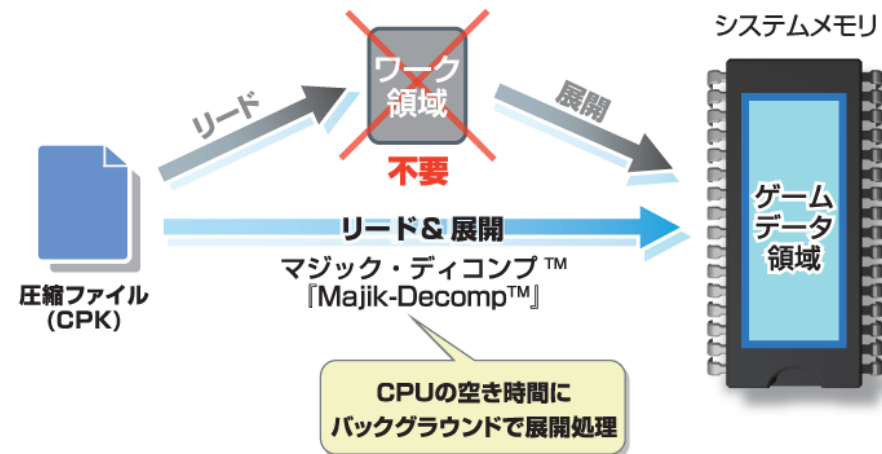 システムメモリ
ワーク
領域
リード
展開
不要
リード& 展開
マジック・ディコンプ™
『Majik-Decomp™』
圧縮ファイル
(CPK)
ゲーム
データ
領域
CPUの空き時間に
バックグラウンドで展開処理